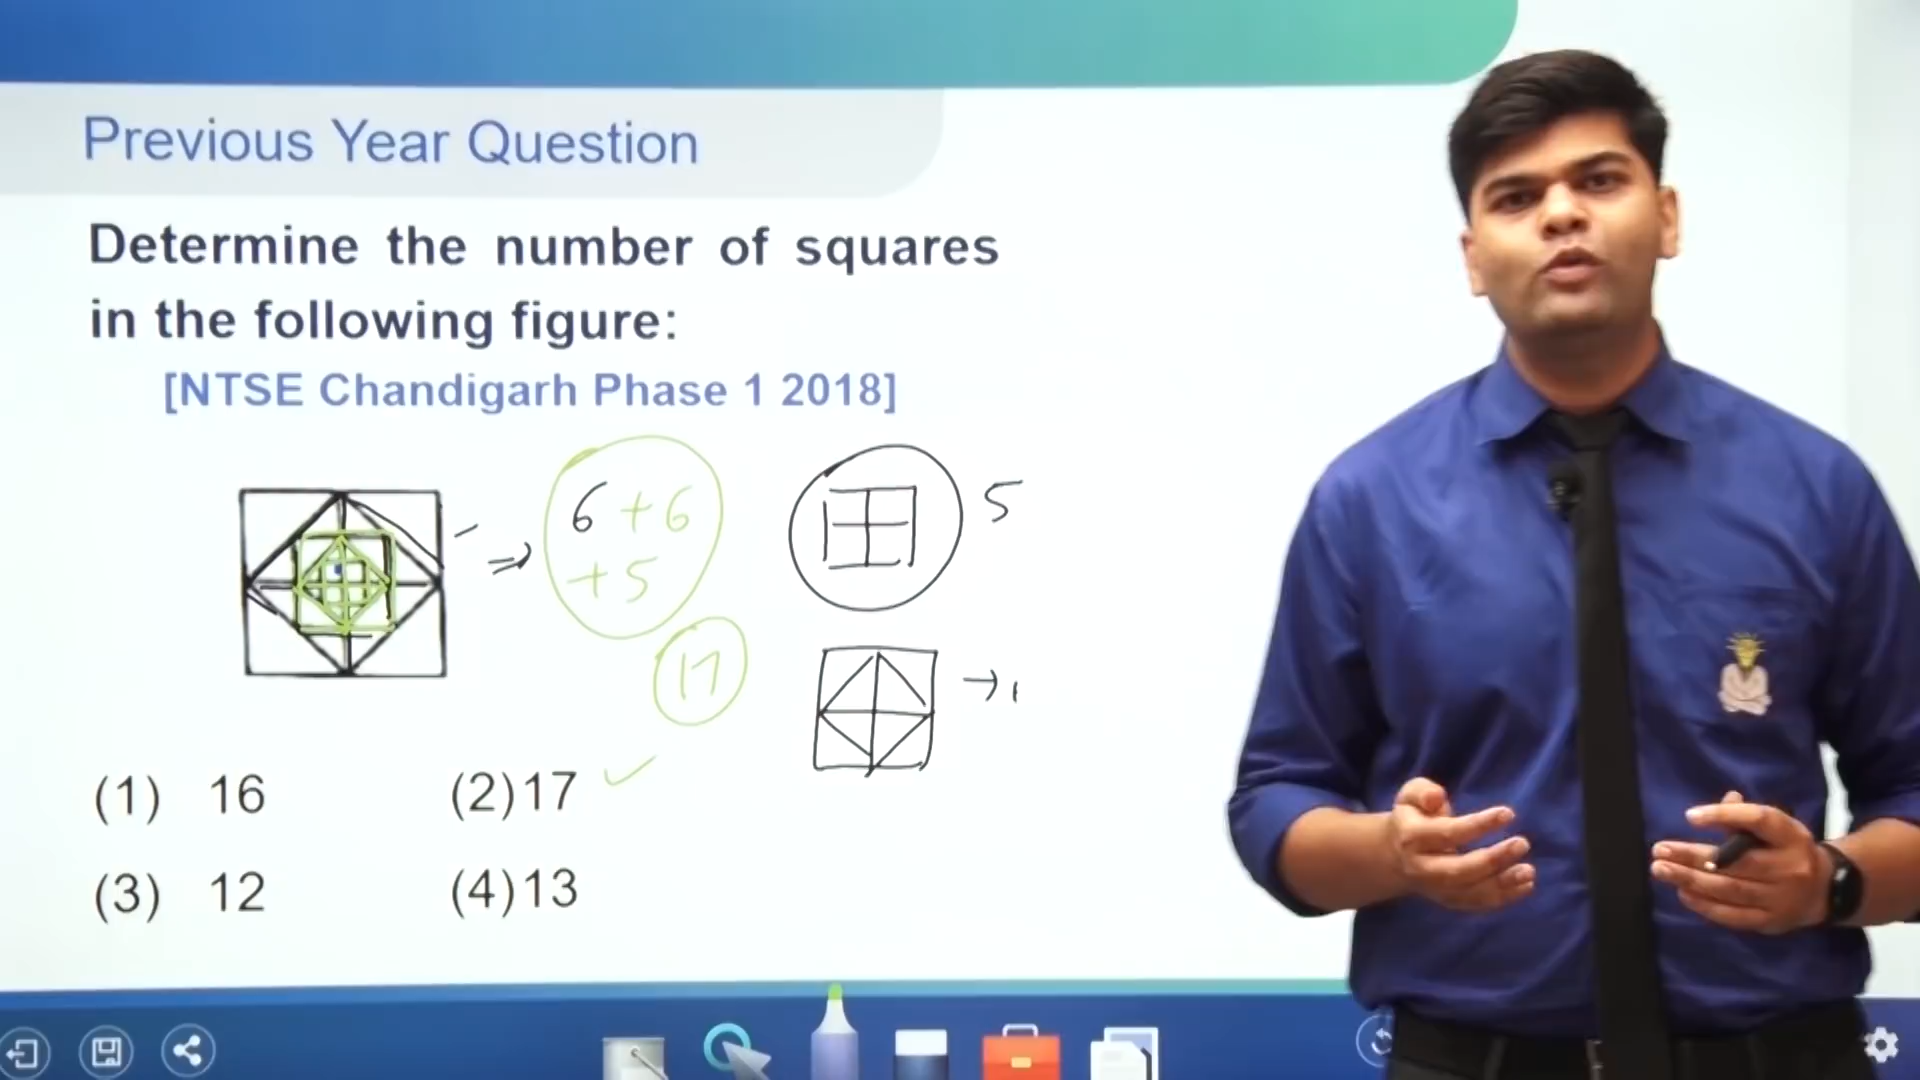 Previous Year Question
Determine the number of squares
in the following figure:
[NTSE Chandigarh Phase 1 2018]
6 + 6
+ 5
17
5
(1) 16
(2) 17
(3) 12
(4) 13